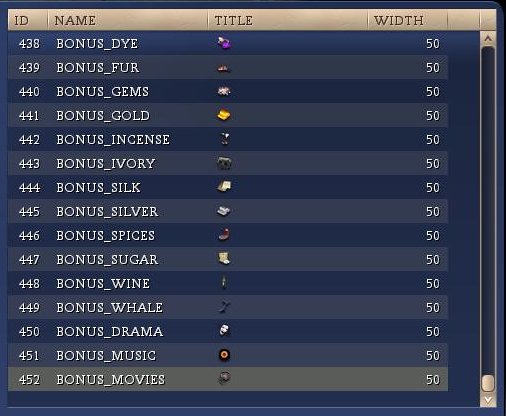 ID NAME TITLE WIDTH
438 BONUS_DYE 50
439 BONUS_FUR 50
440 BONUS_GEMS 50
441 BONUS_GOLD 50
442 BONUS_INCENSE 50
443 BONUS_IVORY 50
444 BONUS_SILK 50
445 BONUS_SILVER 50
446 BONUS_SPICES 50
447 BONUS_SUGAR 50
448 BONUS_WINE 50
449 BONUS_WHALE 50
450 BONUS_DRAMA 50
451 BONUS_MUSIC 50
452 BONUS_MOVIES 50